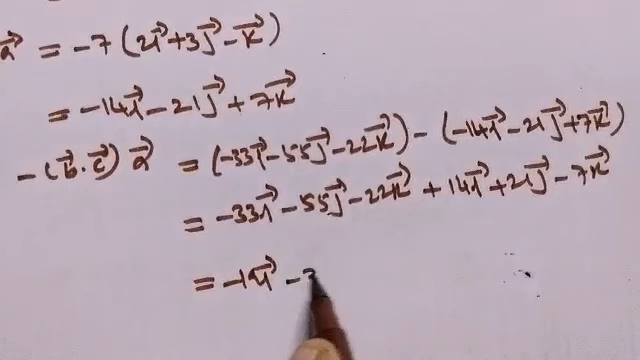 a⃗ = -7 (2i⃗+3j⃗-k⃗)
= -14i⃗ - 21j⃗ + 7k⃗
-(b⃗.c⃗) a⃗ = (-33i⃗ - 55j⃗ - 22k⃗) - (-14i⃗ - 21j⃗ + 7k⃗)
= -33i⃗ - 55j⃗ - 22k⃗ + 14i⃗ + 21j⃗ - 7k⃗
= -19i⃗ - 3